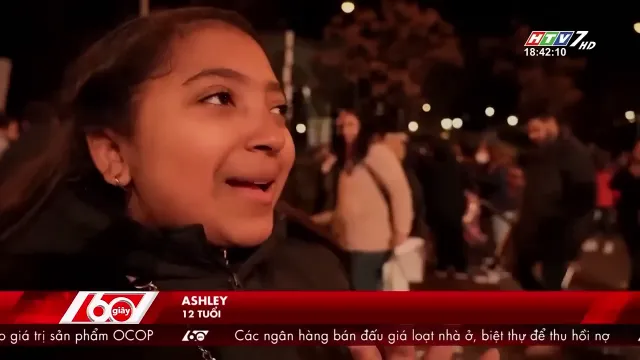 HTV7 HD
18:42:10
60 giây
ASHLEY
12 TUỔI
o giá trị sản phẩm OCOP 60 Các ngân hàng bán đấu giá loạt nhà ở, biệt thự để thu hồi nợ